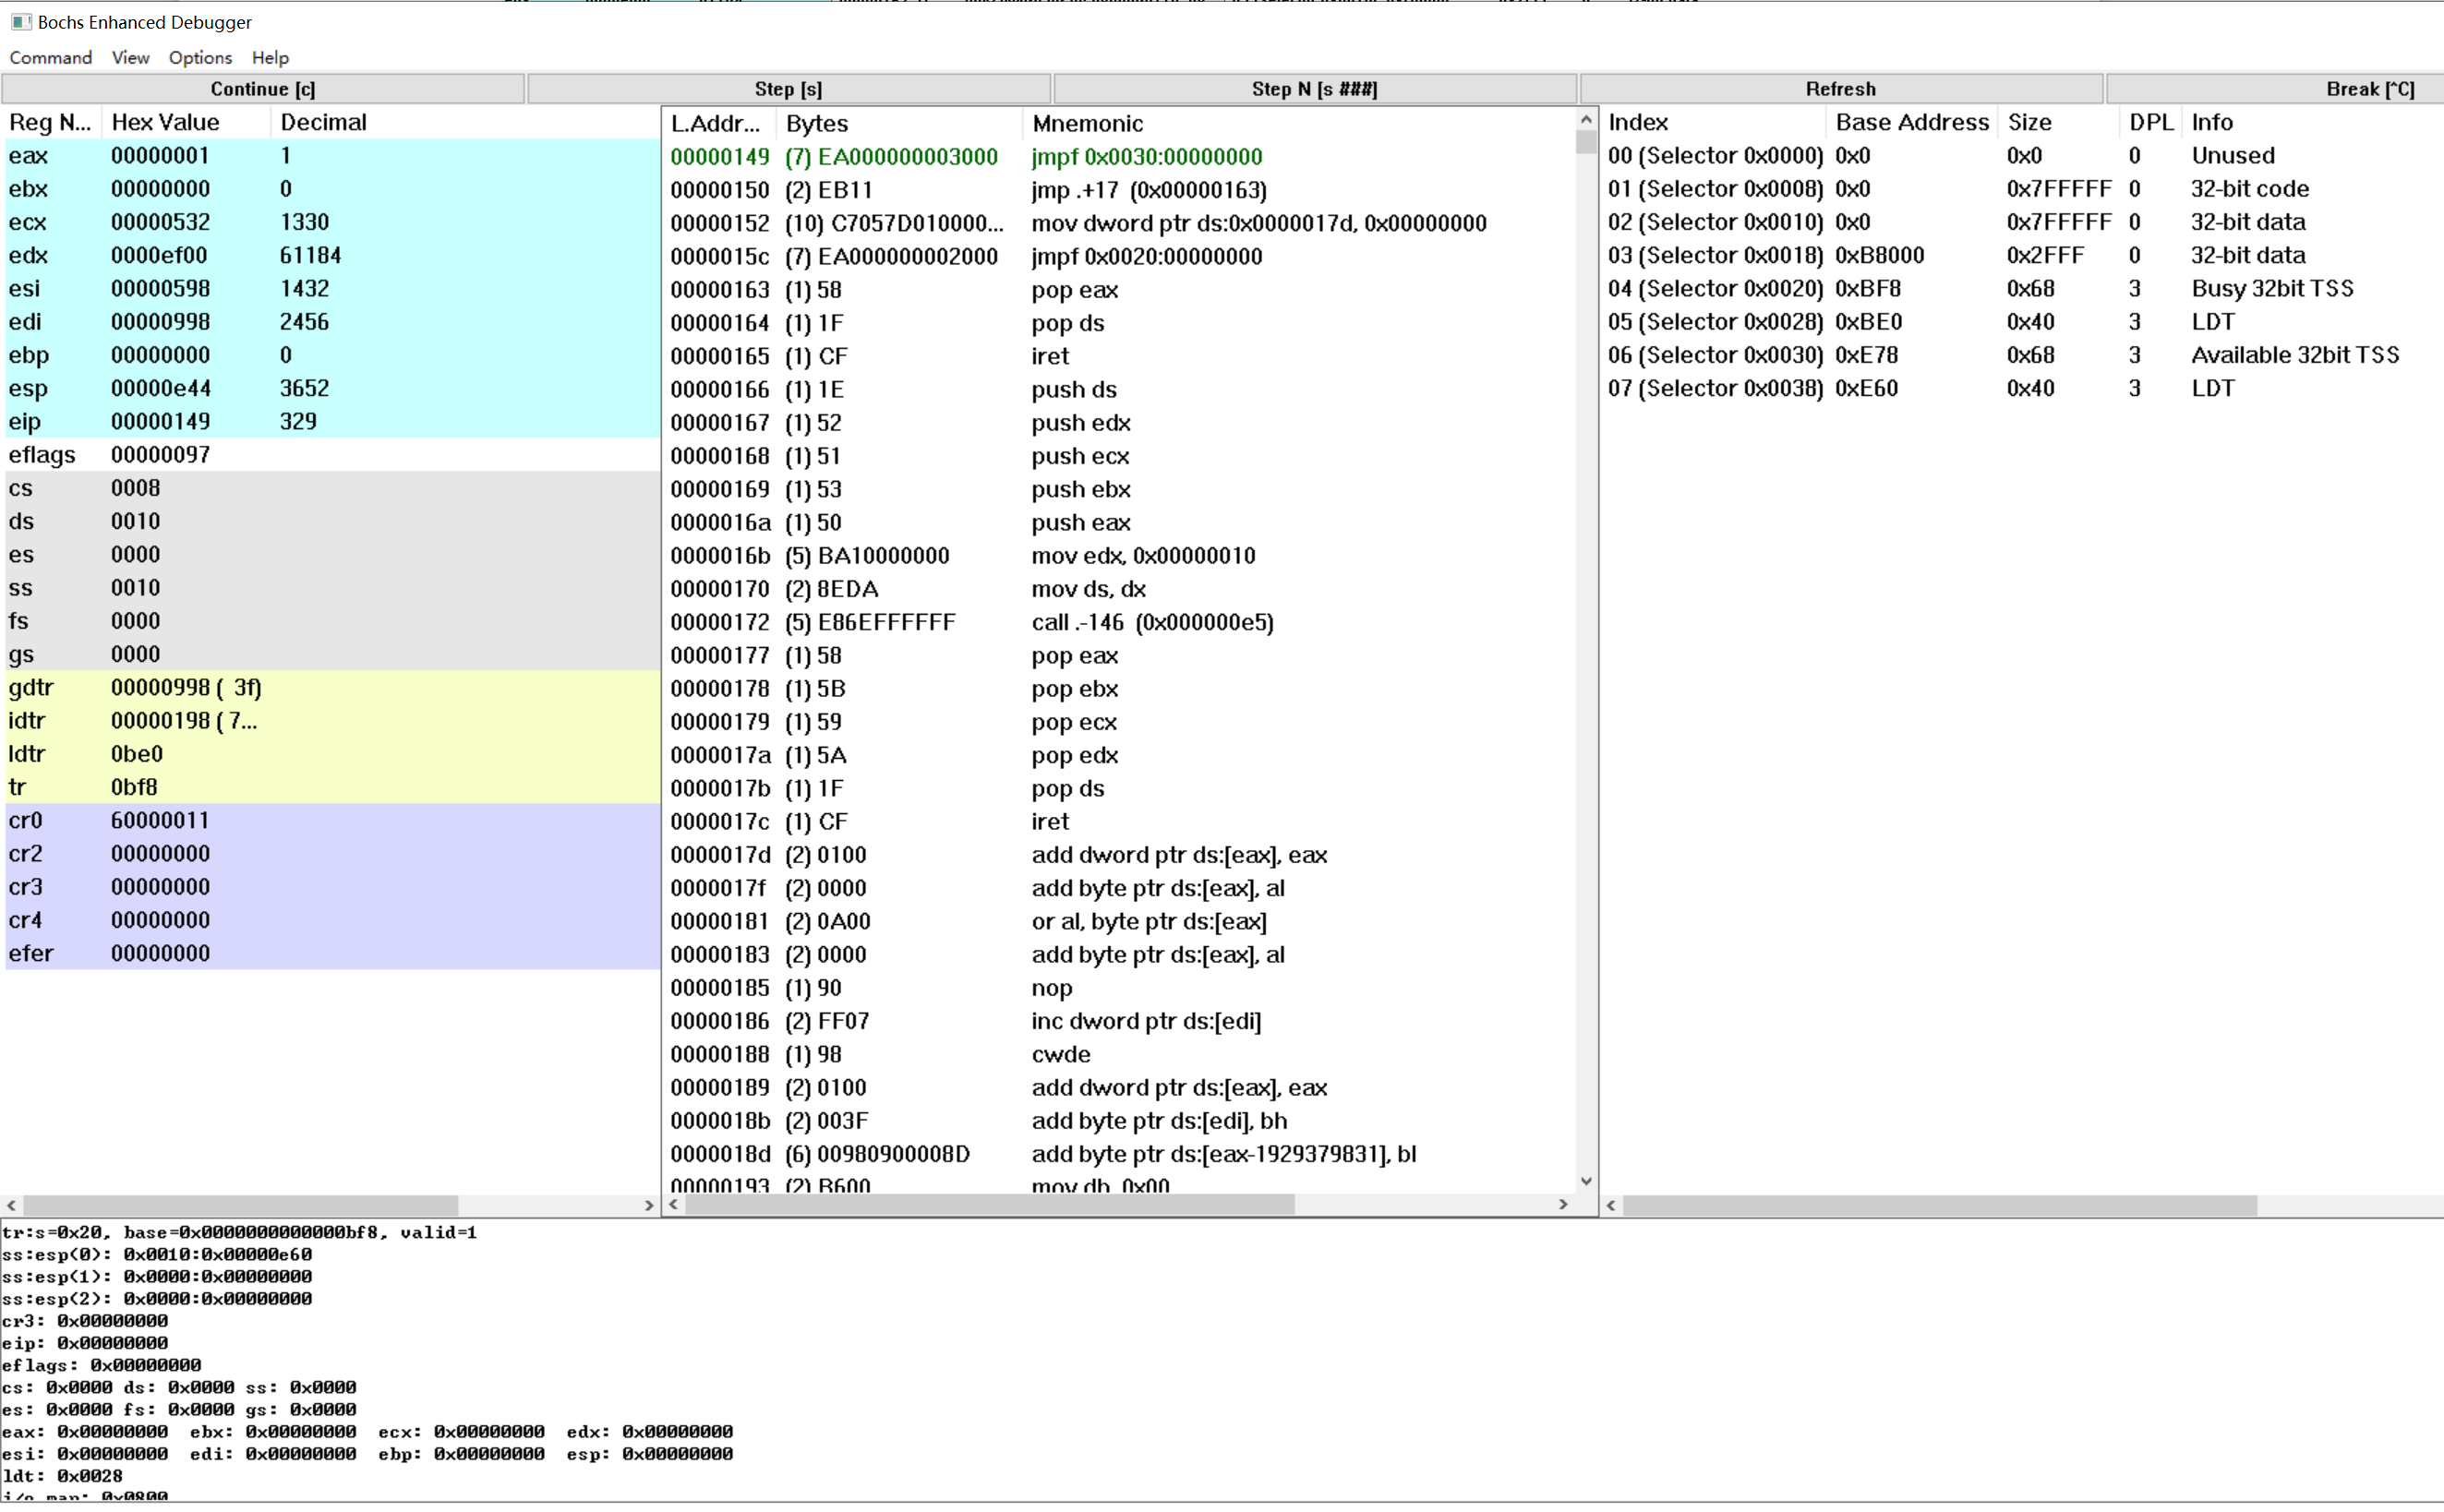 Bochs Enhanced Debugger
Command View Options Help
Continue [c] Step [s] Step N [s ###] Refresh Break [^C]
Reg N... Hex Value Decimal
eax 00000001 1
ebx 00000000 0
ecx 00000532 1330
edx 0000ef00 61184
esi 00000598 1432
edi 00000998 2456
ebp 00000000 0
esp 00000e44 3652
eip 00000149 329
eflags 00000097
cs 0008
ds 0010
es 0000
ss 0010
fs 0000
gs 0000
gdtr 00000998 ( 3f)
idtr 00000198 ( 7...
ldtr 0be0
tr 0bf8
cr0 60000011
cr2 00000000
cr3 00000000
cr4 00000000
efer 00000000
L.Addr... Bytes Mnemonic
00000149 (7) EA000000003000 jmpf 0x0030:00000000
00000150 (2) EB11 jmp .+17 (0x00000163)
00000152 (10) C7057D010000... mov dword ptr ds:0x0000017d, 0x00000000
0000015c (7) EA000000002000 jmpf 0x0020:00000000
00000163 (1) 58 pop eax
00000164 (1) 1F pop ds
00000165 (1) CF iret
00000166 (1) 1E push ds
00000167 (1) 52 push edx
00000168 (1) 51 push ecx
00000169 (1) 53 push ebx
0000016a (1) 50 push eax
0000016b (5) BA10000000 mov edx, 0x00000010
00000170 (2) 8EDA mov ds, dx
00000172 (5) E86EFFFFFF call .-146 (0x000000e5)
00000177 (1) 58 pop eax
00000178 (1) 5B pop ebx
00000179 (1) 59 pop ecx
0000017a (1) 5A pop edx
0000017b (1) 1F pop ds
0000017c (1) CF iret
0000017d (2) 0100 add dword ptr ds:[eax], eax
0000017f (2) 0000 add byte ptr ds:[eax], al
00000181 (2) 0A00 or al, byte ptr ds:[eax]
00000183 (2) 0000 add byte ptr ds:[eax], al
00000185 (1) 90 nop
00000186 (2) FF07 inc dword ptr ds:[edi]
00000188 (1) 98 cwde
00000189 (2) 0100 add dword ptr ds:[eax], eax
0000018b (2) 003F add byte ptr ds:[edi], bh
0000018d (6) 00980900008D add byte ptr ds:[eax-1929379831], bl
00000193 (2) B600 mov dh, 0x00
Index Base Address Size DPL Info
00 (Selector 0x0000) 0x0 0x0 0 Unused
01 (Selector 0x0008) 0x0 0x7FFFFF 0 32-bit code
02 (Selector 0x0010) 0x0 0x7FFFFF 0 32-bit data
03 (Selector 0x0018) 0xB8000 0x2FFF 0 32-bit data
04 (Selector 0x0020) 0xBF8 0x68 3 Busy 32bit TSS
05 (Selector 0x0028) 0xBE0 0x40 3 LDT
06 (Selector 0x0030) 0xE78 0x68 3 Available 32bit TSS
07 (Selector 0x0038) 0xE60 0x40 3 LDT
tr:s=0x20, base=0x0000000000000bf8, valid=1
ss:esp(0): 0x0010:0x00000e60
ss:esp(1): 0x0000:0x00000000
ss:esp(2): 0x0000:0x00000000
cr3: 0x00000000
eip: 0x00000000
eflags: 0x00000000
cs: 0x0000 ds: 0x0000 ss: 0x0000
es: 0x0000 fs: 0x0000 gs: 0x0000
eax: 0x00000000 ebx: 0x00000000 ecx: 0x00000000 edx: 0x00000000
esi: 0x00000000 edi: 0x00000000 ebp: 0x00000000 esp: 0x00000000
ldt: 0x0028
i/o map: 0x0800